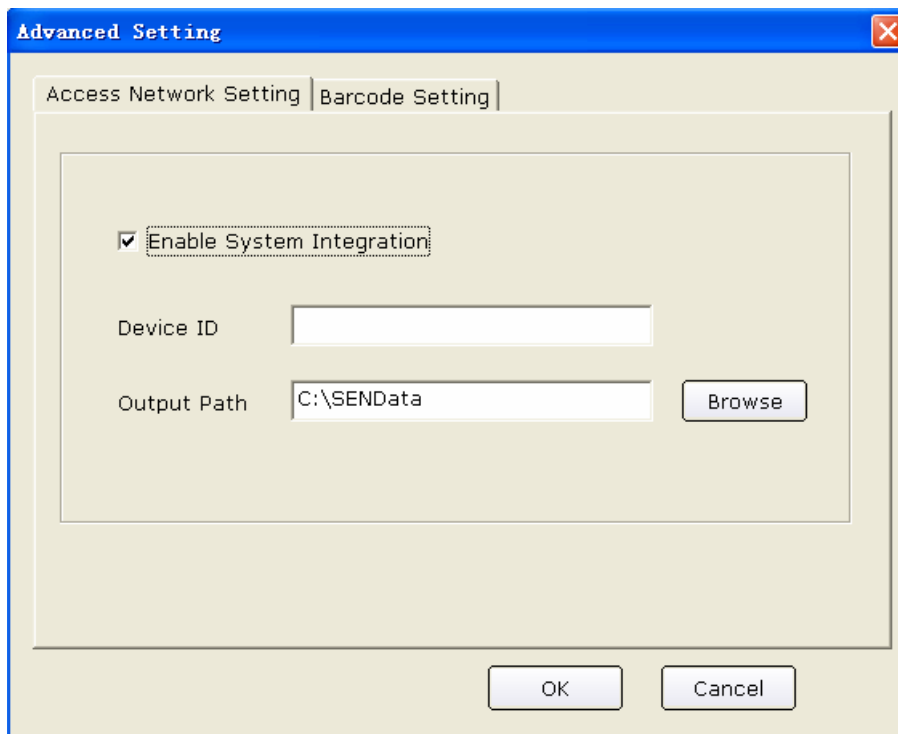 Advanced Setting
Access Network Setting Barcode Setting
Enable System Integration
Device ID
Output Path C:\SENData Browse
OK Cancel